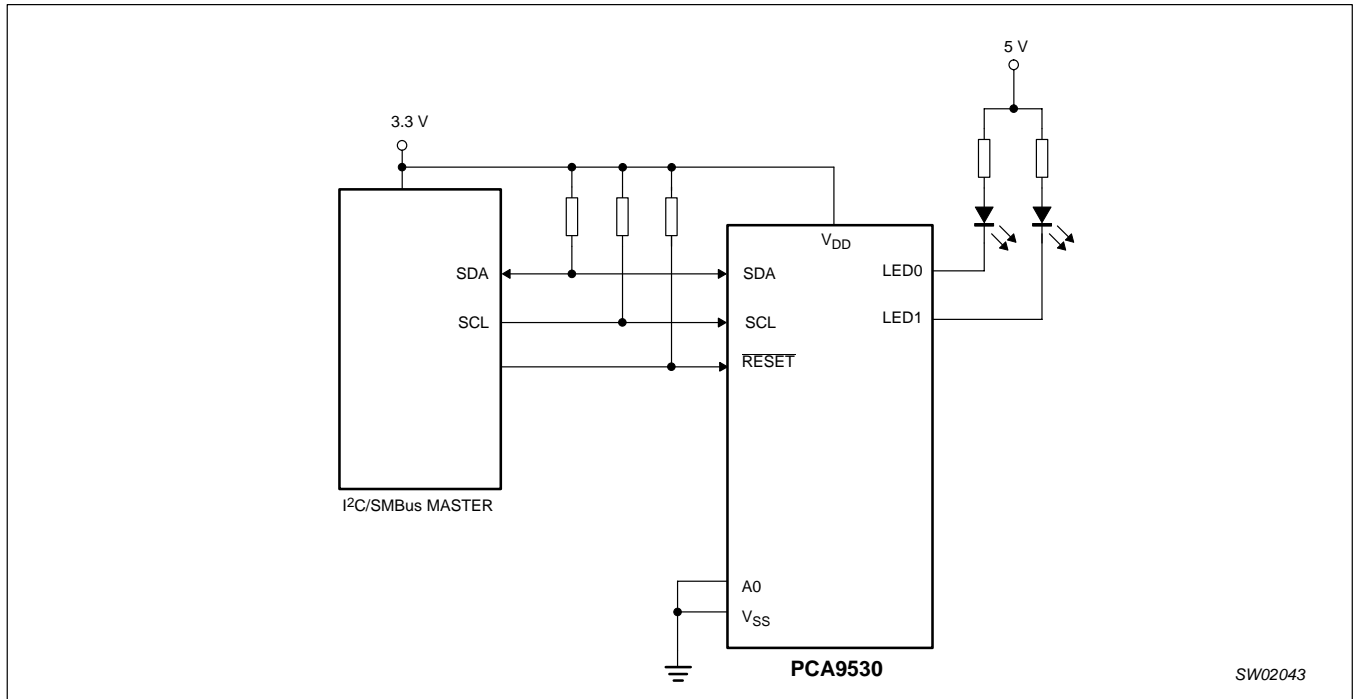 5 V
3.3 V
VDD
SDA
SDA
LED0
SCL
SCL
LED1
RESET
I2C/SMBus MASTER
A0
VSS
PCA9530
SW02043